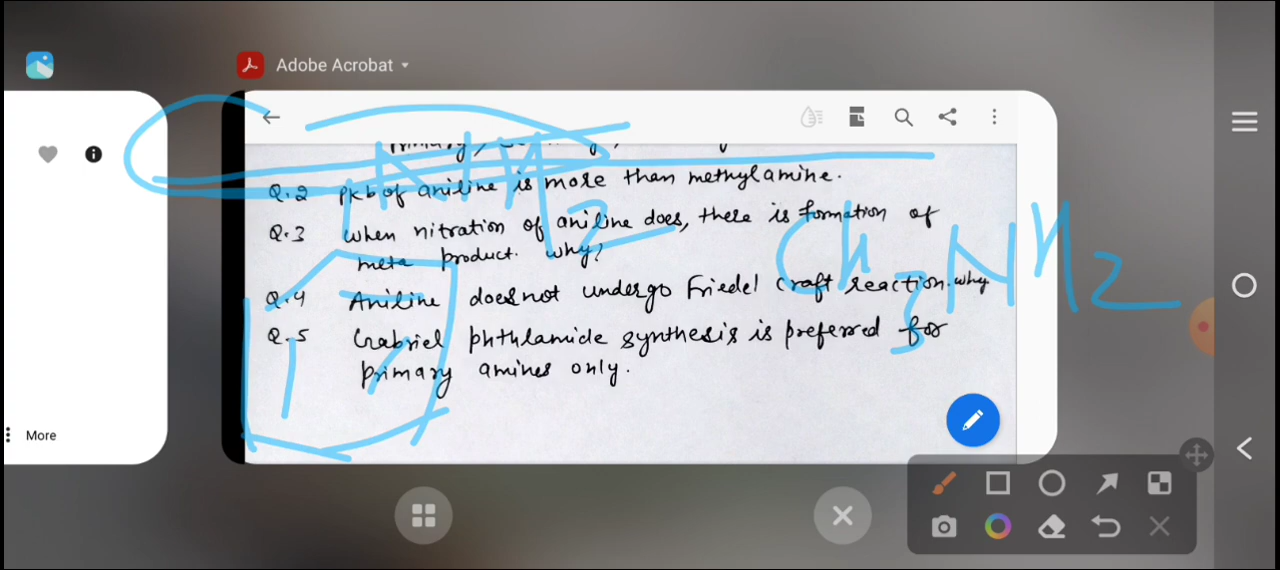 Adobe Acrobat
Q.2 Pkb of aniline is more than methylamine.
Q.3 when nitration of aniline does, there is formation of
meta product. why?
Q.4 Aniline does not undergo Friedel Craft reaction. why
Q.5 Gabriel phthlamide synthesis is preferred for
primary amines only.
NH2
CH3NH2
More